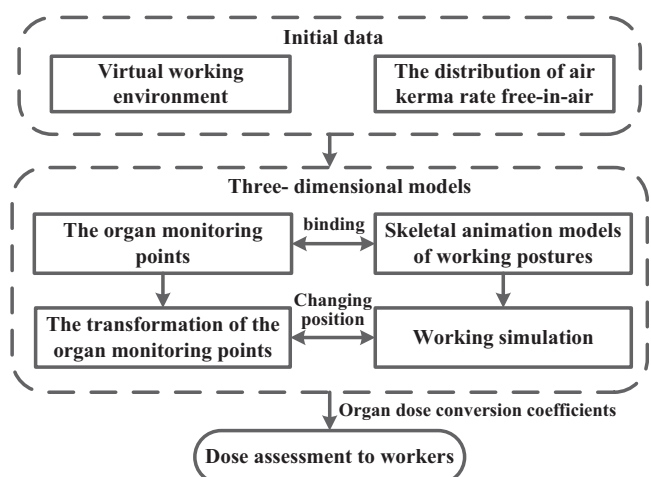 Initial data
Virtual working
environment
The distribution of air
kerma rate free-in-air
Three- dimensional models
The organ monitoring
points
binding
Skeletal animation models
of working postures
The transformation of the
organ monitoring points
Changing
position
Working simulation
Organ dose conversion coefficients
Dose assessment to workers